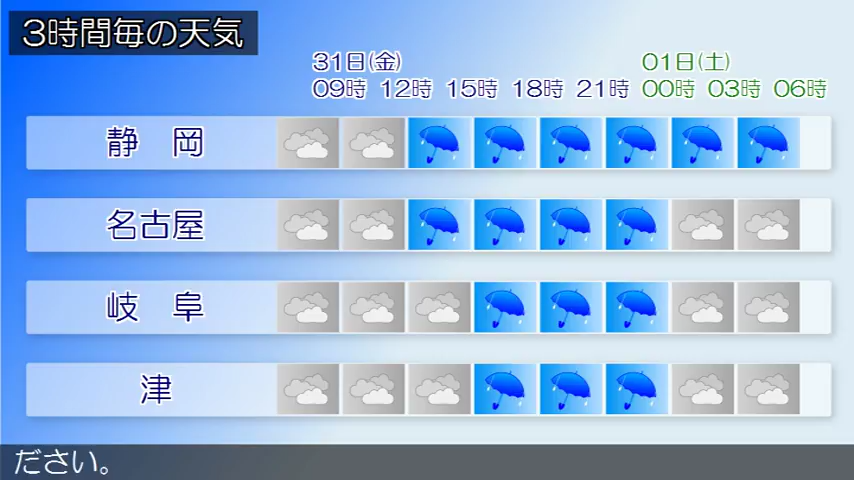 3時間毎の天気
31日(金) 01日(土)
09時 12時 15時 18時 21時 00時 03時 06時
静 岡
名古屋
岐 阜
津
ださい。